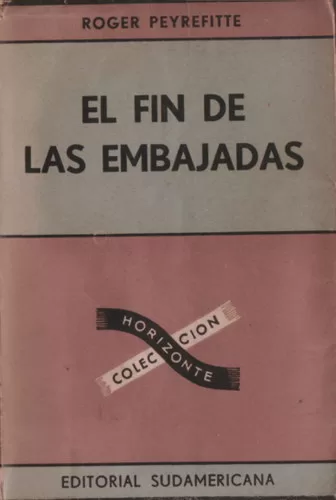 ROGER PEYREFITTE
EL FIN DE
LAS EMBAJADAS
COLECCION
HORIZONTE
EDITORIAL SUDAMERICANA